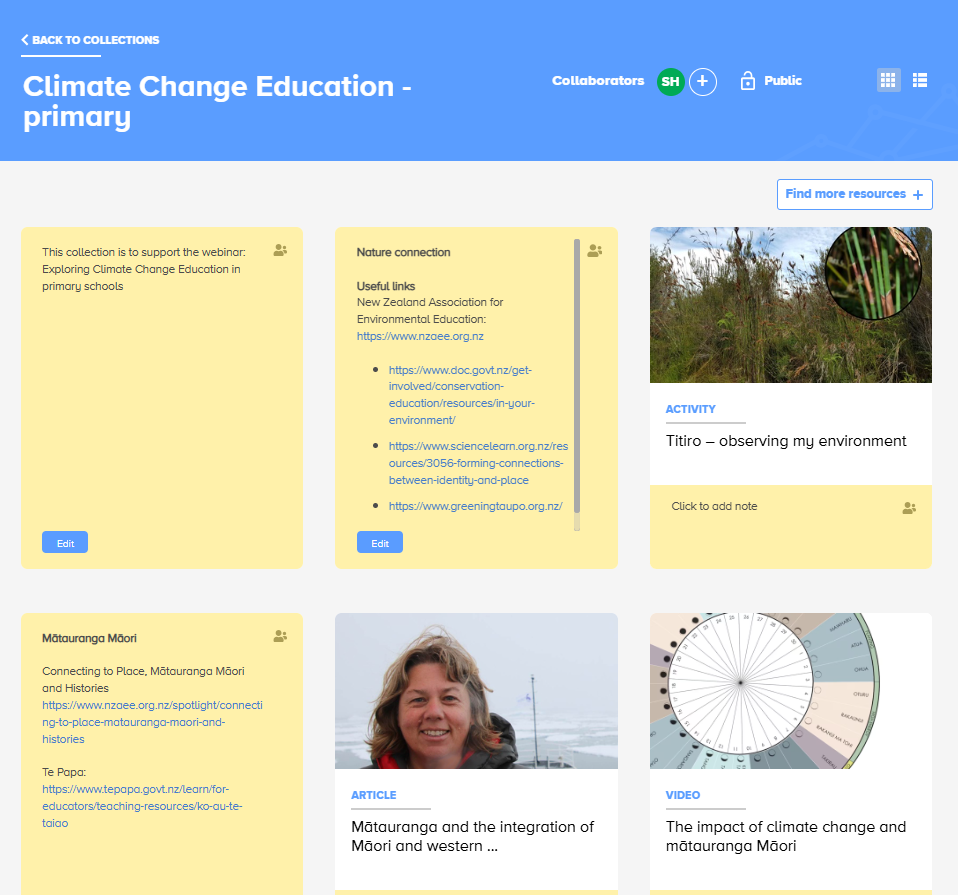 BACK TO COLLECTIONS
Climate Change Education -
primary
Collaborators
SH
Public
Find more resources +
This collection is to support the webinar:
Exploring Climate Change Education in
primary schools
Edit
Nature connection
Useful links
New Zealand Association for
Environmental Education:
https://www.nzaee.org.nz
https://www.doc.govt.nz/get-
involved/conservation-
education/resources/in-your-
environment/
https://www.sciencelearn.org.nz/res
ources/3056-forming-connections-
between-identity-and-place
https://www.greeningtaupo.org.nz/
Edit
ACTIVITY
Titiro – observing my environment
Click to add note
Mātauranga Māori
Connecting to Place, Mātauranga Māori
and Histories
https://www.nzaee.org.nz/spotlight/connecti
ng-to-place-matauranga-maori-and-
histories
Te Papa:
https://www.tepapa.govt.nz/learn/for-
educators/teaching-resources/ko-au-te-
taiao
ARTICLE
Mātauranga and the integration of
Māori and western ...
VIDEO
The impact of climate change and
mātauranga Māori